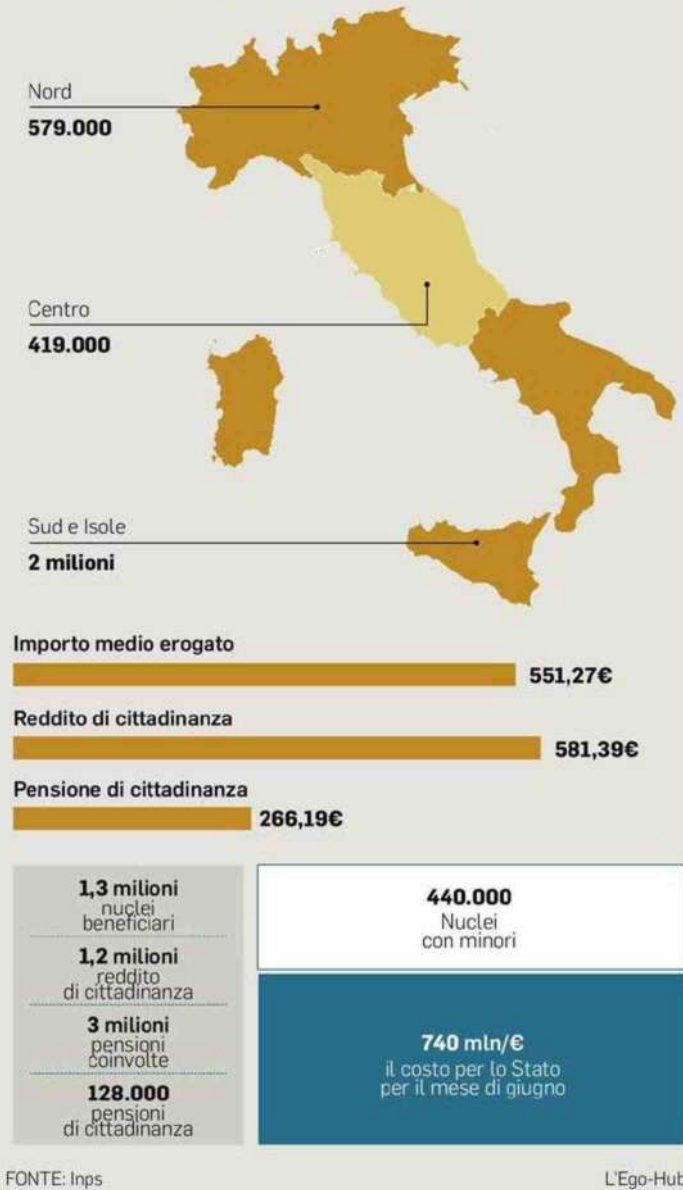 Nord
579.000
Centro
419.000
Sud e Isole
2 milioni
Importo medio erogato
551,27€
Reddito di cittadinanza
581,39€
Pensione di cittadinanza
266,19€
1,3 milioni
nuclei
beneficiari
1,2 milioni
reddito
di cittadinanza
3 milioni
pensioni
coinvolte
128.000
pensioni
di cittadinanza
440.000
Nuclei
con minori
740 mln/€
il costo per lo Stato
per il mese di giugno
FONTE: Inps
L'Ego-Hub